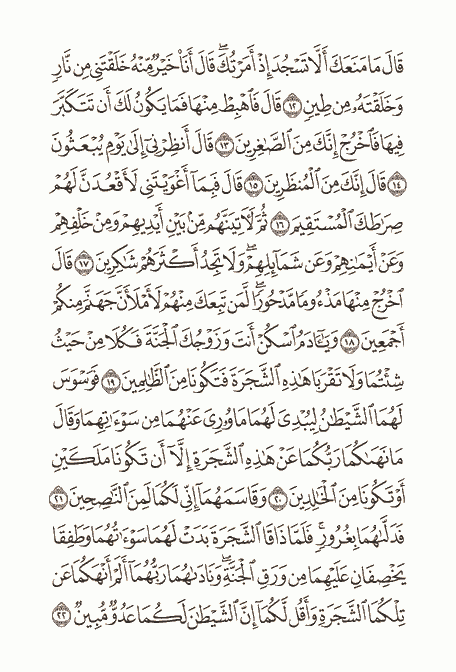 قَالَ مَا مَنَعَكَ أَلَّا تَسۡجُدَ إِذۡ أَمَرۡتُكَۖ قَالَ أَنَا۠ خَيۡرٞ مِّنۡهُ خَلَقۡتَنِي مِن نَّارٖ
وَخَلَقۡتَهُۥ مِن طِينٖ ١٢ قَالَ فَٱهۡبِطۡ مِنۡهَا فَمَا يَكُونُ لَكَ أَن تَتَكَبَّرَ
فِيهَا فَٱخۡرُجۡ إِنَّكَ مِنَ ٱلصَّٰغِرِينَ ١٣ قَالَ أَنظِرۡنِيٓ إِلَىٰ يَوۡمِ يُبۡعَثُونَ
١٤ قَالَ إِنَّكَ مِنَ ٱلۡمُنظَرِينَ ١٥ قَالَ فَبِمَآ أَغۡوَيۡتَنِي لَأَقۡعُدَنَّ لَهُمۡ
صِرَٰطَكَ ٱلۡمُسۡتَقِيمَ ١٦ ثُمَّ لَأٓتِيَنَّهُم مِّنۢ بَيۡنِ أَيۡدِيهِمۡ وَمِنۡ خَلۡفِهِمۡ
وَعَنۡ أَيۡمَٰنِهِمۡ وَعَن شَمَآئِلِهِمۡۖ وَلَا تَجِدُ أَكۡثَرَهُمۡ شَٰكِرِينَ ١٧ قَالَ
ٱخۡرُجۡ مِنۡهَا مَذۡءُومٗا مَّدۡحُورٗاۖ لَّمَن تَبِعَكَ مِنۡهُمۡ لَأَمۡلَأَنَّ جَهَنَّمَ مِنكُمۡ
أَجۡمَعِينَ ١٨ وَيَٰٓـَٔادَمُ ٱسۡكُنۡ أَنتَ وَزَوۡجُكَ ٱلۡجَنَّةَ فَكُلَا مِنۡ حَيۡثُ
شِئۡتُمَا وَلَا تَقۡرَبَا هَٰذِهِ ٱلشَّجَرَةَ فَتَكُونَا مِنَ ٱلظَّٰلِمِينَ ١٩ فَوَسۡوَسَ
لَهُمَا ٱلشَّيۡطَٰنُ لِيُبۡدِيَ لَهُمَا مَا وُۥرِيَ عَنۡهُمَا مِن سَوۡءَٰتِهِمَا وَقَالَ
مَا نَهَىٰكُمَا رَبُّكُمَا عَنۡ هَٰذِهِ ٱلشَّجَرَةِ إِلَّآ أَن تَكُونَا مَلَكَيۡنِ
أَوۡ تَكُونَا مِنَ ٱلۡخَٰلِدِينَ ٢٠ وَقَاسَمَهُمَآ إِنِّي لَكُمَا لَمِنَ ٱلنَّٰصِحِينَ ٢١
فَدَلَّىٰهُمَا بِغُرُورٖۚ فَلَمَّا ذَاقَا ٱلشَّجَرَةَ بَدَتۡ لَهُمَا سَوۡءَٰتُهُمَا وَطَفِقَا
يَخۡصِفَانِ عَلَيۡهِمَا مِن وَرَقِ ٱلۡجَنَّةِۖ وَنَادَىٰهُمَا رَبُّهُمَآ أَلَمۡ أَنۡهَكُمَا عَن
تِلۡكُمَا ٱلشَّجَرَةِ وَأَقُل لَّكُمَآ إِنَّ ٱلشَّيۡطَٰنَ لَكُمَا عَدُوّٞ مُّبِينٞ ٢٢